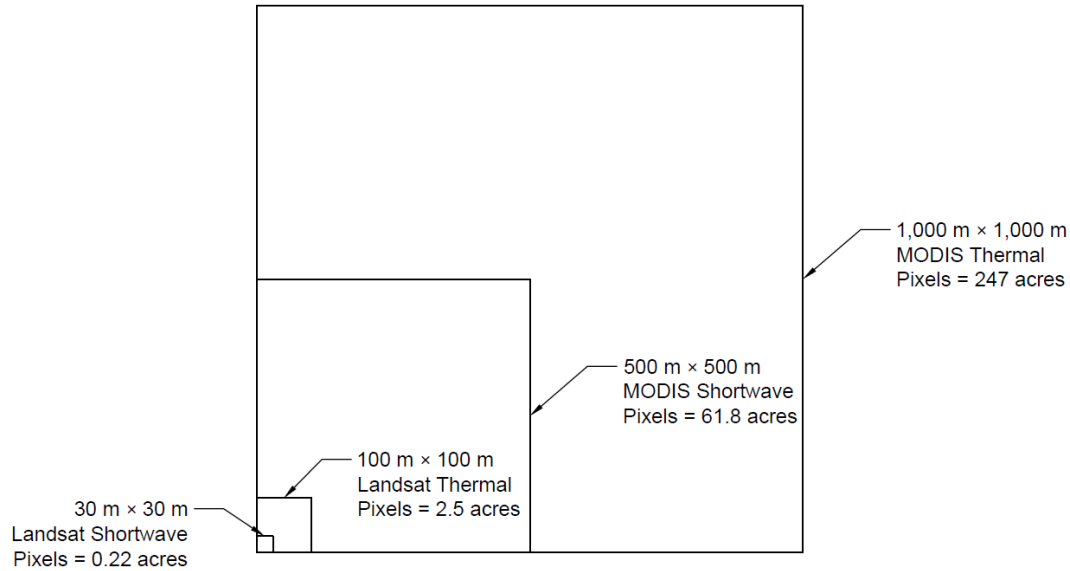 1,000 m × 1,000 m
MODIS Thermal
Pixels = 247 acres
500 m × 500 m
MODIS Shortwave
Pixels = 61.8 acres
100 m × 100 m
Landsat Thermal
Pixels = 2.5 acres
30 m × 30 m
Landsat Shortwave
Pixels = 0.22 acres